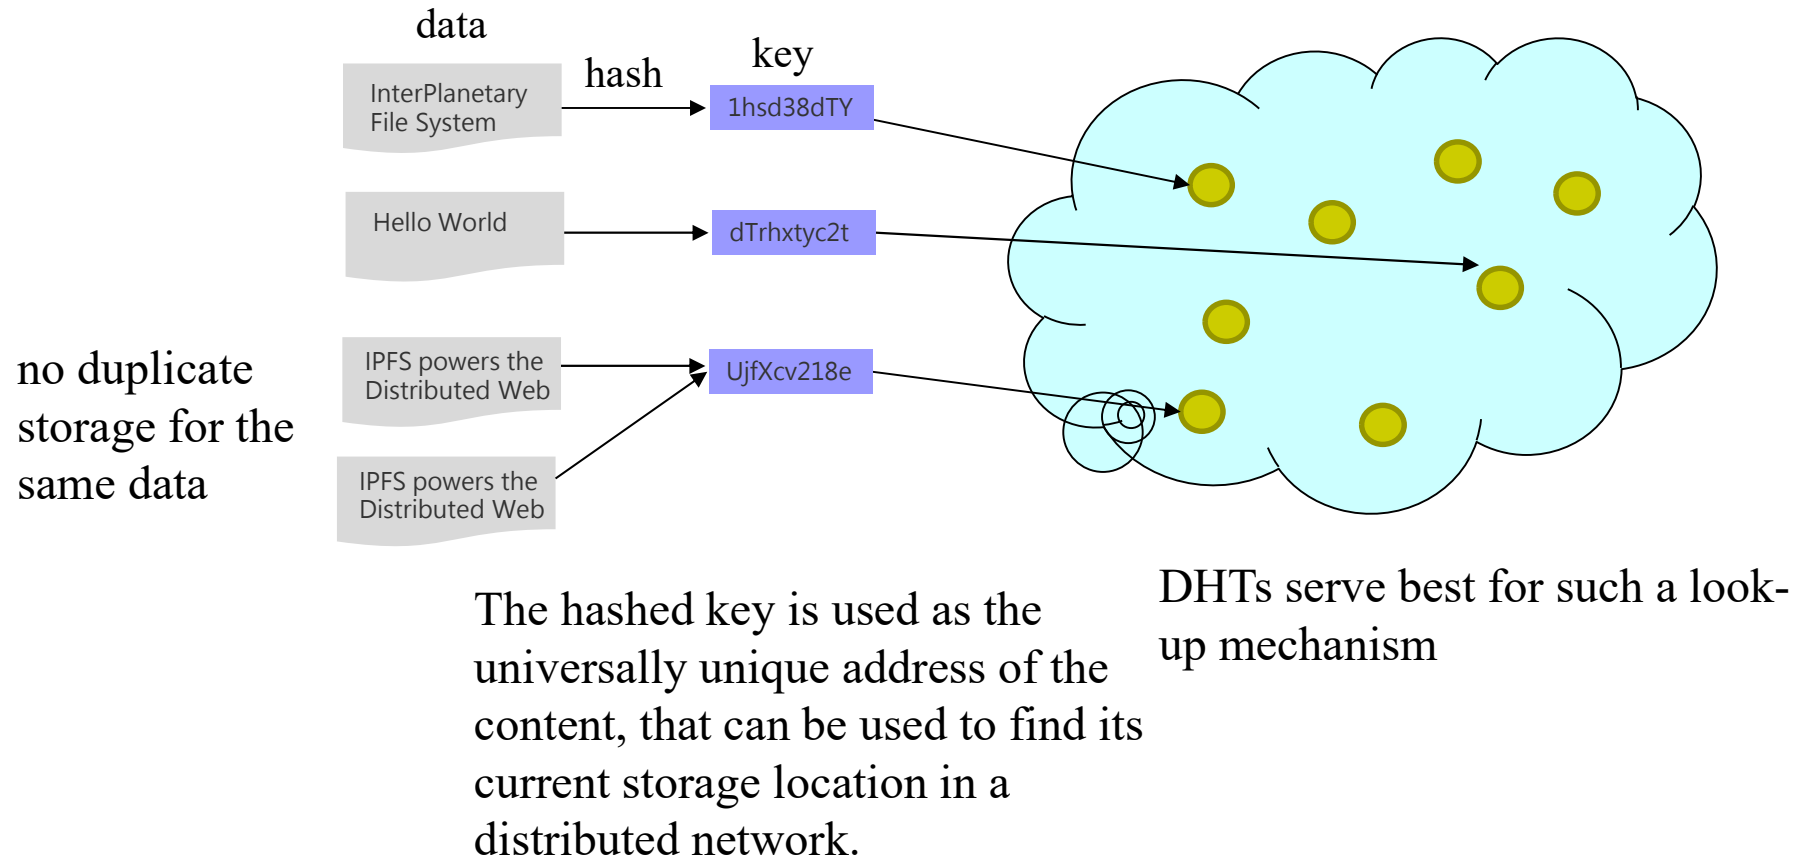 data
hash
key
InterPlanetary
File System
1hsd38dTY
Hello World
dTrhxtyc2t
IPFS powers the
Distributed Web
UjfXcv218e
IPFS powers the
Distributed Web
no duplicate
storage for the
same data
The hashed key is used as the
universally unique address of the
content, that can be used to find its
current storage location in a
distributed network.
DHTs serve best for such a look-
up mechanism